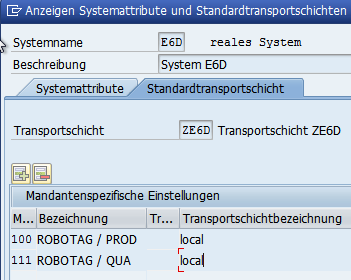 Anzeigen Systemattribute und Standardtransportschichten
Systemname E6D reales System
Beschreibung System E6D
Systemattribute Standardtransportschicht
Transportschicht ZE6D Transportschicht ZE6D
Mandantenspezifische Einstellungen
M... Bezeichnung Tr... Transportschichtbezeichnung
100 ROBOTAG / PROD local
111 ROBOTAG / QUA local